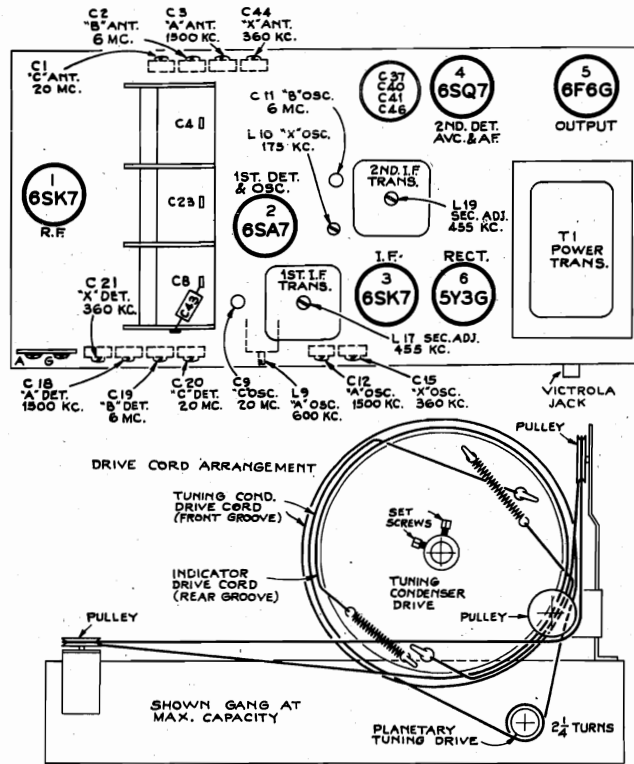 C1
"C" ANT.
20 MC.
C2
"B" ANT.
6 MC.
C3
"A" ANT.
1500 KC.
C44
"X" ANT.
360 KC.
C11 "B" OSC.
6 MC.
L10 "X" OSC.
175 KC.
C37
C40
C41
C46
4
6SQ7
2ND. DET.
AVC. & AF.
5
6F6G
OUTPUT
C4
C23
C8
C43
1
6SK7
R.F.
1ST. DET.
& OSC.
2
6SA7
2ND. I.F.
TRANS.
L19
SEC. ADJ.
455 KC.
T1
POWER
TRANS.
1ST. I.F.
TRANS.
I.F.
3
6SK7
RECT.
6
5Y3G
L17 SEC. ADJ.
455 KC.
C21
"X" DET.
360 KC.
A G
C18
"A" DET.
1500 KC.
C19
"B" DET.
6 MC.
C20
"C" DET.
20 MC.
C9
"C" OSC.
20 MC.
L9
"A" OSC.
600 KC.
C12
"A" OSC.
1500 KC.
C15
"X" OSC.
360 KC.
VICTROLA
JACK
DRIVE CORD ARRANGEMENT
PULLEY
TUNING COND.
DRIVE CORD
(FRONT GROOVE)
SET
SCREWS
INDICATOR
DRIVE CORD
(REAR GROOVE)
TUNING
CONDENSER
DRIVE
PULLEY
PULLEY
SHOWN GANG AT
MAX. CAPACITY
PLANETARY
TUNING DRIVE
2 1/4 TURNS